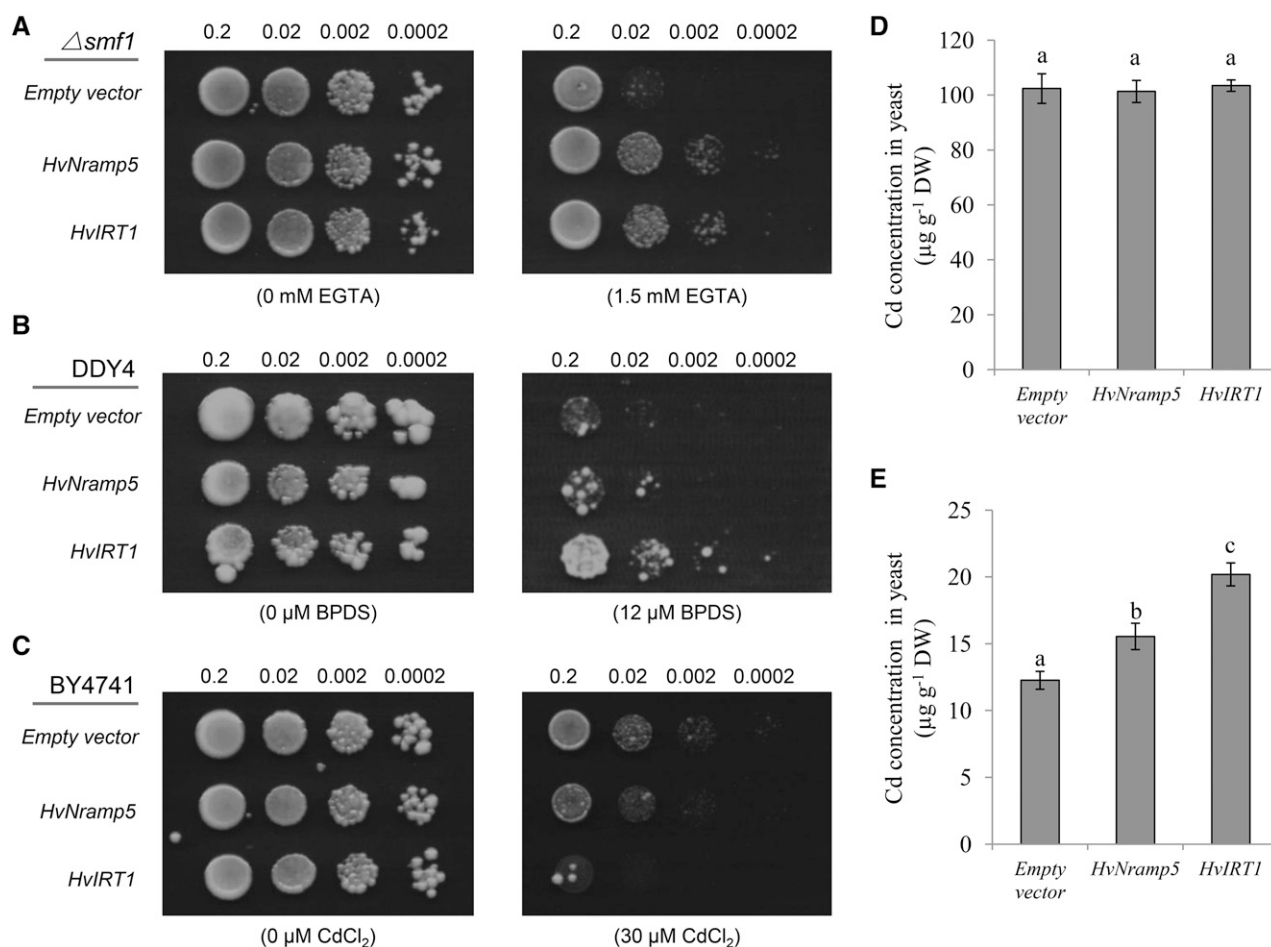 A
△smf1
0.2 0.02 0.002 0.0002
0.2 0.02 0.002 0.0002
Empty vector
HvNramp5
HvIRT1
(0 mM EGTA)
(1.5 mM EGTA)
B
DDY4
0.2 0.02 0.002 0.0002
0.2 0.02 0.002 0.0002
Empty vector
HvNramp5
HvIRT1
(0 µM BPDS)
(12 µM BPDS)
C
BY4741
0.2 0.02 0.002 0.0002
0.2 0.02 0.002 0.0002
Empty vector
HvNramp5
HvIRT1
(0 µM CdCl₂)
(30 µM CdCl₂)
D
Cd concentration in yeast
(µg g⁻¹ DW)
120
100
80
60
40
20
0
a a a
Empty
vector
HvNramp5
HvIRT1
E
Cd concentration in yeast
(µg g⁻¹ DW)
25
20
15
10
5
0
a b c
Empty
vector
HvNramp5
HvIRT1